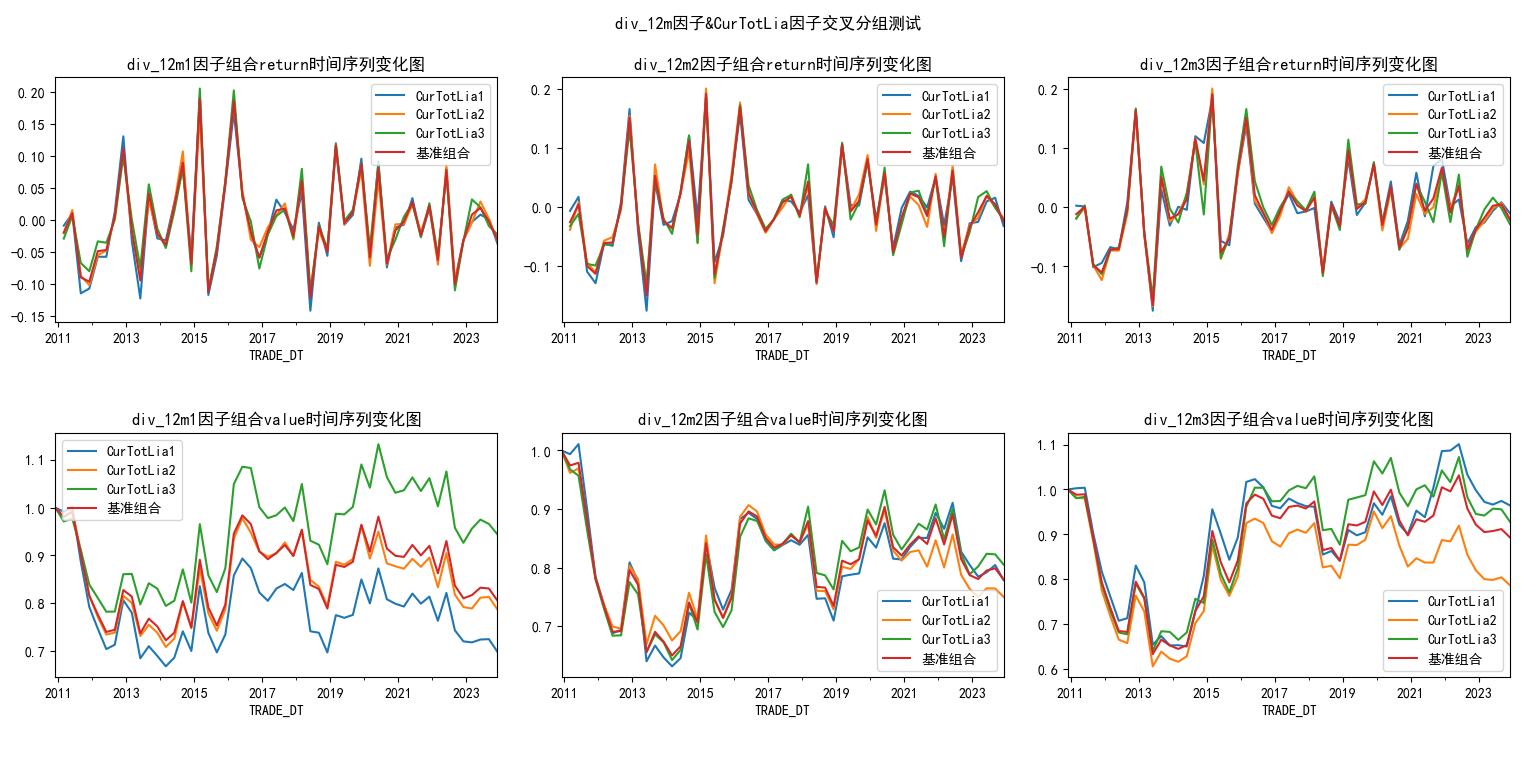 div_12m因子&CurTotLia因子交叉分组测试
div_12m1因子组合return时间序列变化图
0.20
0.15
0.10
0.05
0.00
−0.05
−0.10
−0.15
CurTotLia1
CurTotLia2
CurTotLia3
基准组合
2011 2013 2015 2017 2019 2021 2023
TRADE_DT
div_12m2因子组合return时间序列变化图
0.2
0.1
0.0
−0.1
CurTotLia1
CurTotLia2
CurTotLia3
基准组合
2011 2013 2015 2017 2019 2021 2023
TRADE_DT
div_12m3因子组合return时间序列变化图
0.2
0.1
0.0
−0.1
CurTotLia1
CurTotLia2
CurTotLia3
基准组合
2011 2013 2015 2017 2019 2021 2023
TRADE_DT
div_12m1因子组合value时间序列变化图
1.1
1.0
0.9
0.8
0.7
CurTotLia1
CurTotLia2
CurTotLia3
基准组合
2011 2013 2015 2017 2019 2021 2023
TRADE_DT
div_12m2因子组合value时间序列变化图
1.0
0.9
0.8
0.7
CurTotLia1
CurTotLia2
CurTotLia3
基准组合
2011 2013 2015 2017 2019 2021 2023
TRADE_DT
div_12m3因子组合value时间序列变化图
1.1
1.0
0.9
0.8
0.7
0.6
CurTotLia1
CurTotLia2
CurTotLia3
基准组合
2011 2013 2015 2017 2019 2021 2023
TRADE_DT